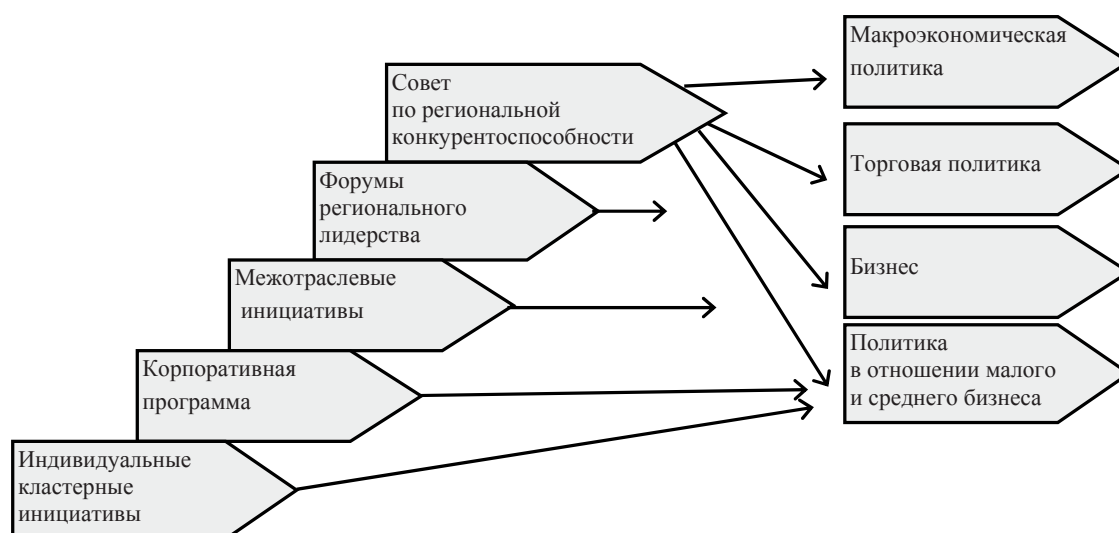 Совет
по региональной
конкурентоспособности
Форумы
регионального
лидерства
Межотраслевые
инициативы
Корпоративная
программа
Индивидуальные
кластерные
инициативы
Макроэкономическая
политика
Торговая политика
Бизнес
Политика
в отношении малого
и среднего бизнеса